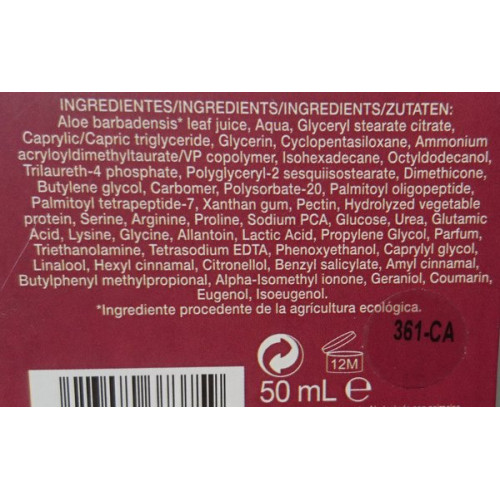 INGREDIENTES/INGREDIENTS/INGREDIENTS/ZUTATEN:
Aloe barbadensis* leaf juice, Aqua, Glyceryl stearate citrate,
Caprylic/Capric triglyceride, Glycerin, Cyclopentasiloxane, Ammonium
acryloyldimethyltaurate/VP copolymer, Isohexadecane, Octyldodecanol,
Trilaureth-4 phosphate, Polyglyceryl-2 sesquiisostearate, Dimethicone,
Butylene glycol, Carbomer, Polysorbate-20, Palmitoyl oligopeptide,
Palmitoyl tetrapeptide-7, Xanthan gum, Pectin, Hydrolyzed vegetable
protein, Serine, Arginine, Proline, Sodium PCA, Glucose, Urea, Glutamic
Acid, Lysine, Glycine, Allantoin, Lactic Acid, Propylene Glycol, Parfum,
Triethanolamine, Tetrasodium EDTA, Phenoxyethanol, Caprylyl glycol,
Linalool, Hexyl cinnamal, Citronellol, Benzyl salicylate, Amyl cinnamal,
Butylphenyl methylpropional, Alpha-Isomethyl ionone, Geraniol, Coumarin,
Eugenol, Isoeugenol.
*Ingrediente procedente de la agricultura ecológica.
361-CA
12M
50 mL e